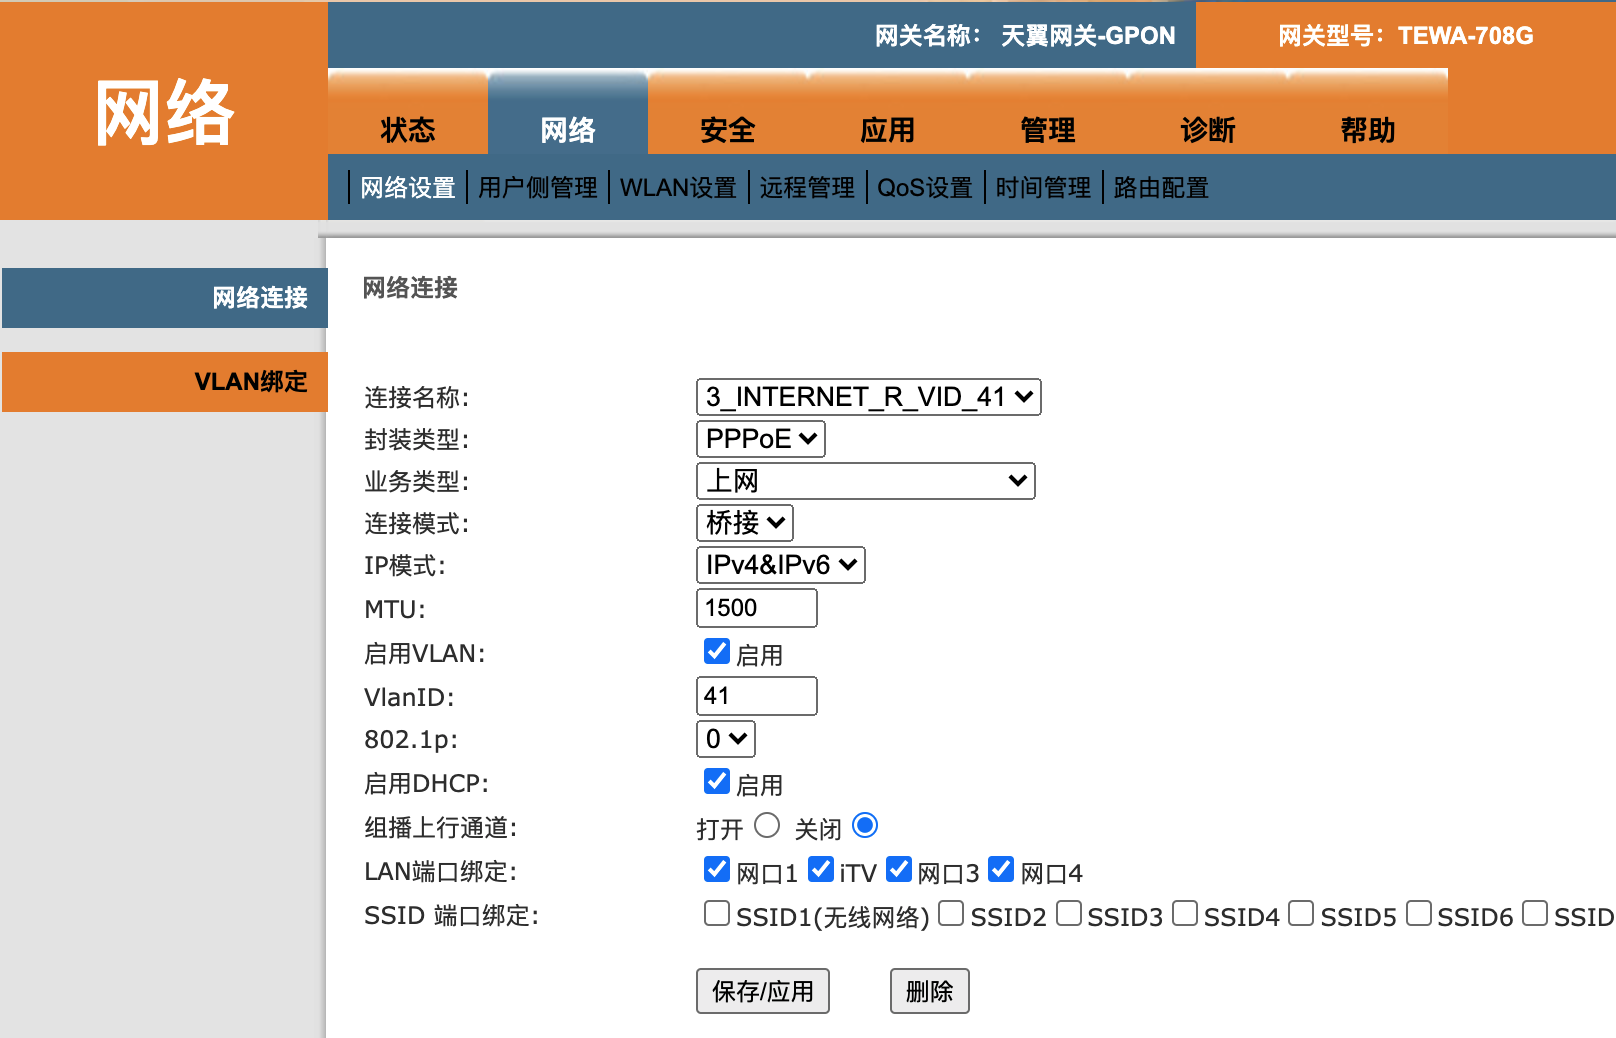 网络
网关名称： 天翼网关-GPON 网关型号：TEWA-708G
状态 网络 安全 应用 管理 诊断 帮助
网络设置 用户侧管理 WLAN设置 远程管理 QoS设置 时间管理 路由配置
网络连接
VLAN绑定
网络连接
连接名称: 3_INTERNET_R_VID_41
封装类型: PPPoE
业务类型: 上网
连接模式: 桥接
IP模式: IPv4&IPv6
MTU: 1500
启用VLAN: 启用
VlanID: 41
802.1p: 0
启用DHCP: 启用
组播上行通道: 打开 关闭
LAN端口绑定: 网口1 iTV 网口3 网口4
SSID 端口绑定: SSID1(无线网络) SSID2 SSID3 SSID4 SSID5 SSID6 SSID
保存/应用 删除